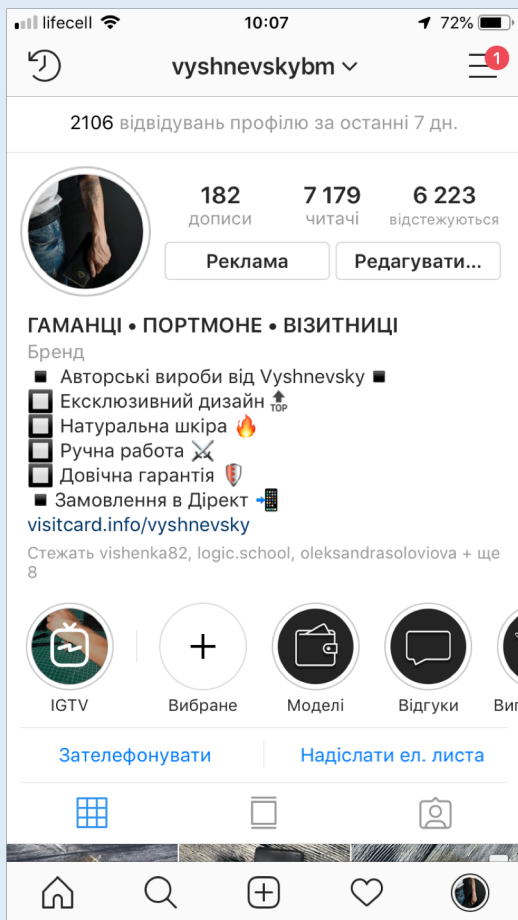 lifecell 10:07 72%
vyshnevskybm
1
2106 відвідувань профілю за останні 7 дн.
182 7 179 6 223
дописи читачі відстежуються
Реклама Редагувати...
ГАМАНЦІ • ПОРТМОНЕ • ВІЗИТНИЦІ
Бренд
◾ Авторські вироби від Vyshnevsky ◾
🔲 Ексклюзивний дизайн 🔝
🔲 Натуральна шкіра 🔥
🔲 Ручна работа ⚔
🔲 Довічна гарантія 🛡
◾ Замовлення в Дірект 📲
visitcard.info/vyshnevsky
Стежать vishenka82, logic.school, oleksandrasoloviova + ще
8
IGTV Вибране Моделі Відгуки
Зателефонувати Надіслати ел. листа